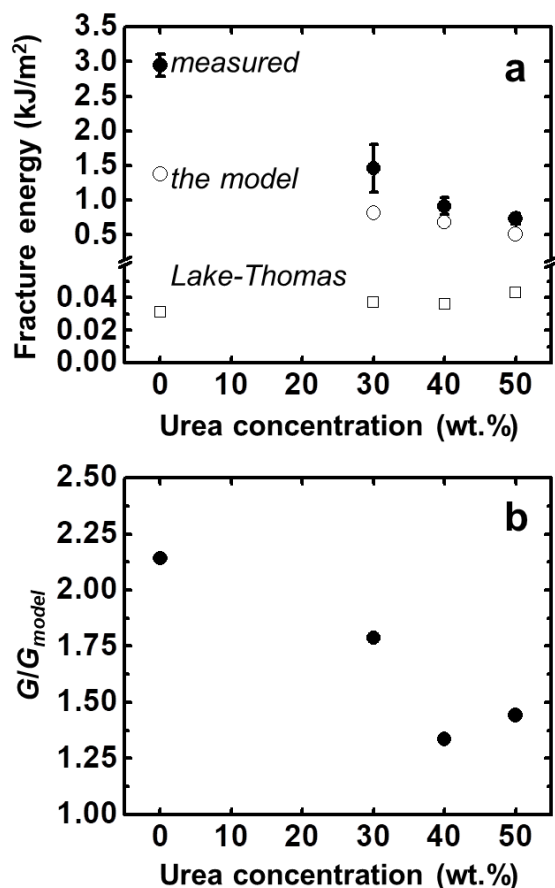 a
3.5
3.0
2.5
2.0
1.5
1.0
0.5
0.04
0.02
0.00
Fracture energy (kJ/m²)
measured
the model
Lake-Thomas
0 10 20 30 40 50
Urea concentration (wt.%)
b
2.50
2.25
2.00
1.75
1.50
1.25
1.00
G/G_model
0 10 20 30 40 50
Urea concentration (wt.%)